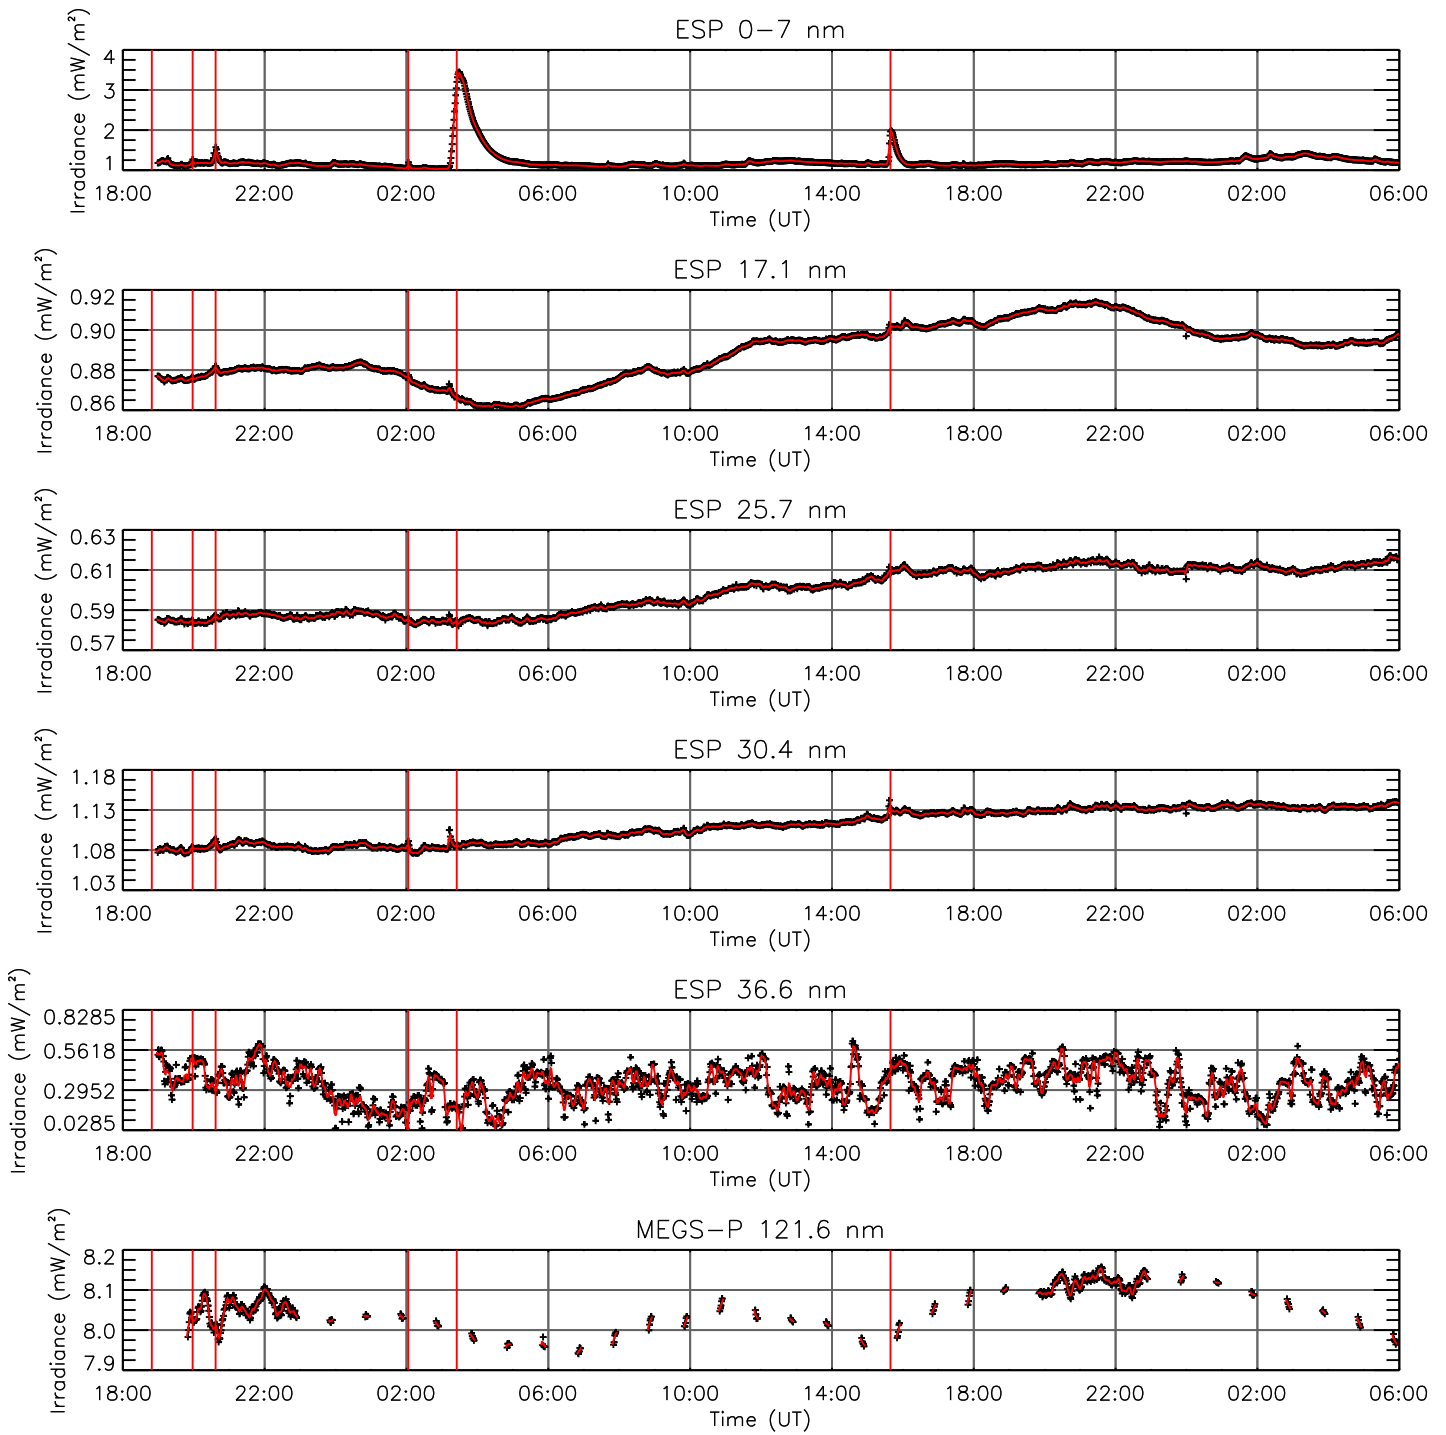 ESP 0-7 nm
Irradiance (mW/m²)
4
3
2
1
18:00 22:00 02:00 06:00 10:00 14:00 18:00 22:00 02:00 06:00
Time (UT)
ESP 17.1 nm
Irradiance (mW/m²)
0.92
0.90
0.88
0.86
18:00 22:00 02:00 06:00 10:00 14:00 18:00 22:00 02:00 06:00
Time (UT)
ESP 25.7 nm
Irradiance (mW/m²)
0.63
0.61
0.59
0.57
18:00 22:00 02:00 06:00 10:00 14:00 18:00 22:00 02:00 06:00
Time (UT)
ESP 30.4 nm
Irradiance (mW/m²)
1.18
1.13
1.08
1.03
18:00 22:00 02:00 06:00 10:00 14:00 18:00 22:00 02:00 06:00
Time (UT)
ESP 36.6 nm
Irradiance (mW/m²)
0.8285
0.5618
0.2952
0.0285
18:00 22:00 02:00 06:00 10:00 14:00 18:00 22:00 02:00 06:00
Time (UT)
MEGS-P 121.6 nm
Irradiance (mW/m²)
8.2
8.1
8.0
7.9
18:00 22:00 02:00 06:00 10:00 14:00 18:00 22:00 02:00 06:00
Time (UT)